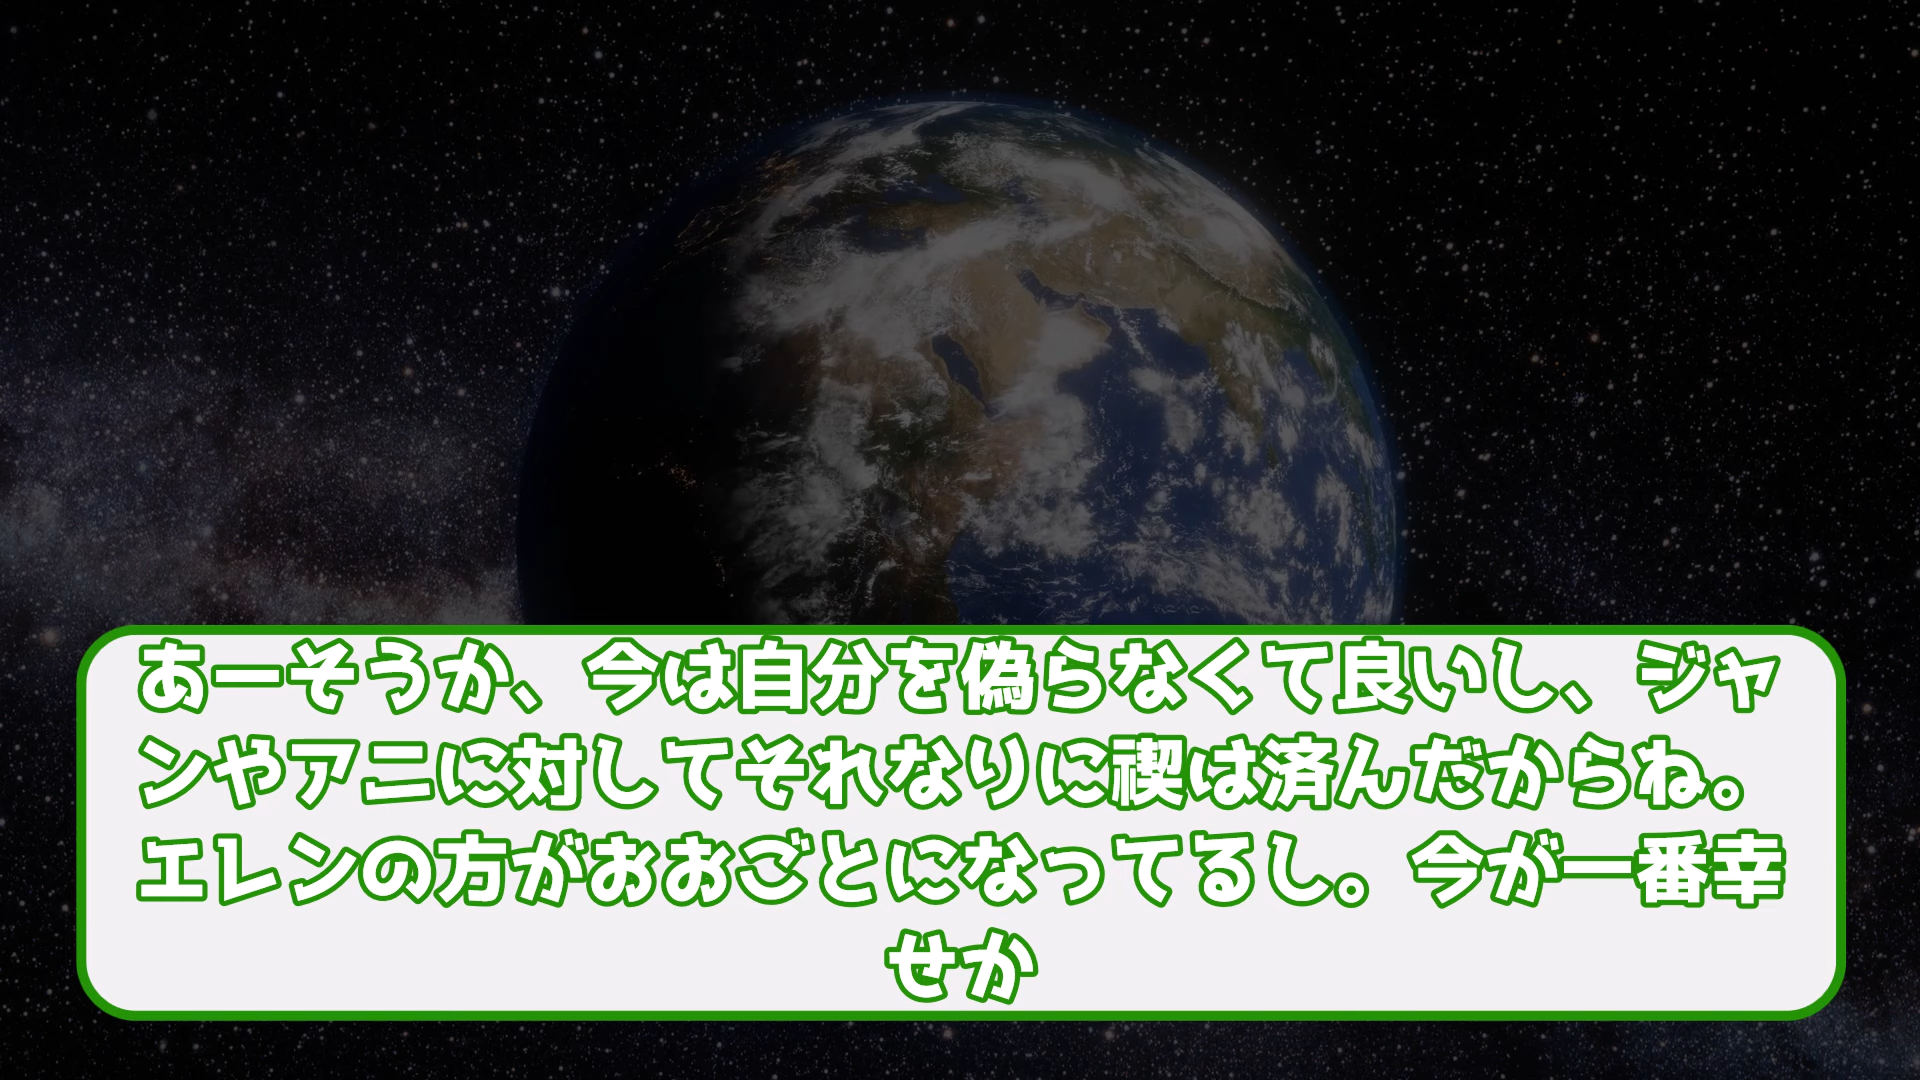 あーそうか、今は自分を偽らなくて良いし、ジャ
ンやアニに対してそれなりに禊は済んだからね。
エレンの方がおおごとになってるし。今が一番幸
せか